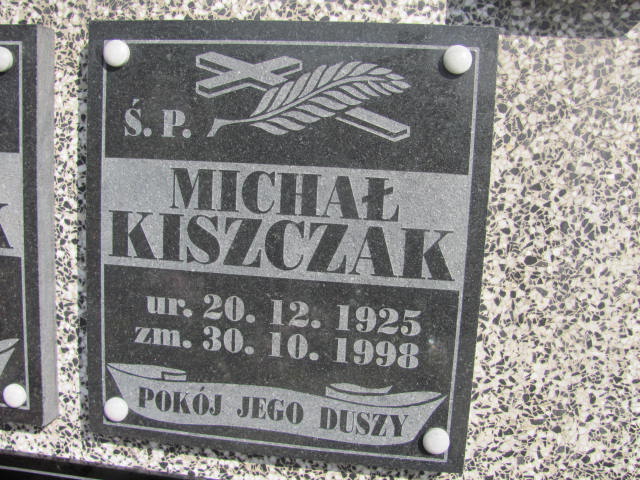 Ś. P.
MICHAŁ
KISZCZAK
ur. 20. 12. 1925
zm. 30. 10. 1998
POKÓJ JEGO DUSZY